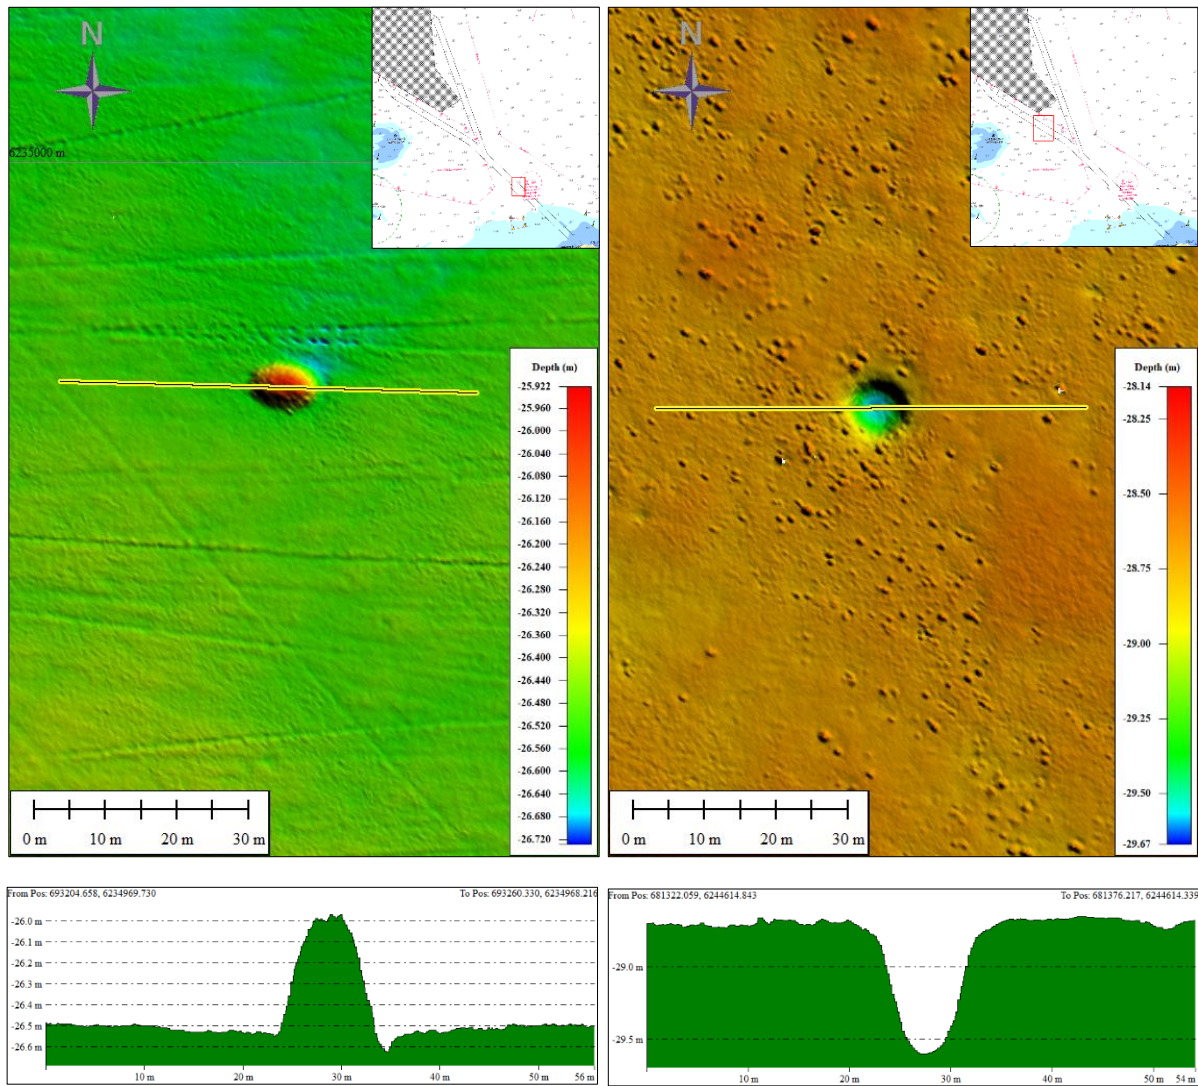 N
6235000 m
Depth (m)
-25.922
-25.960
-26.000
-26.040
-26.080
-26.120
-26.160
-26.200
-26.240
-26.280
-26.320
-26.360
-26.400
-26.440
-26.480
-26.520
-26.560
-26.600
-26.640
-26.680
-26.720
0 m 10 m 20 m 30 m
N
Depth (m)
-28.14
-28.25
-28.50
-28.75
-29.00
-29.25
-29.50
-29.67
0 m 10 m 20 m 30 m
From Pos: 693204.658, 6234969.730 To Pos: 693260.330, 6234968.216
-26.0 m
-26.1 m
-26.2 m
-26.3 m
-26.4 m
-26.5 m
-26.6 m
10 m 20 m 30 m 40 m 50 m 56 m
From Pos: 681322.059, 6244614.843 To Pos: 681376.217, 6244614.339
-29.0 m
-29.5 m
10 m 20 m 30 m 40 m 50 m 54 m